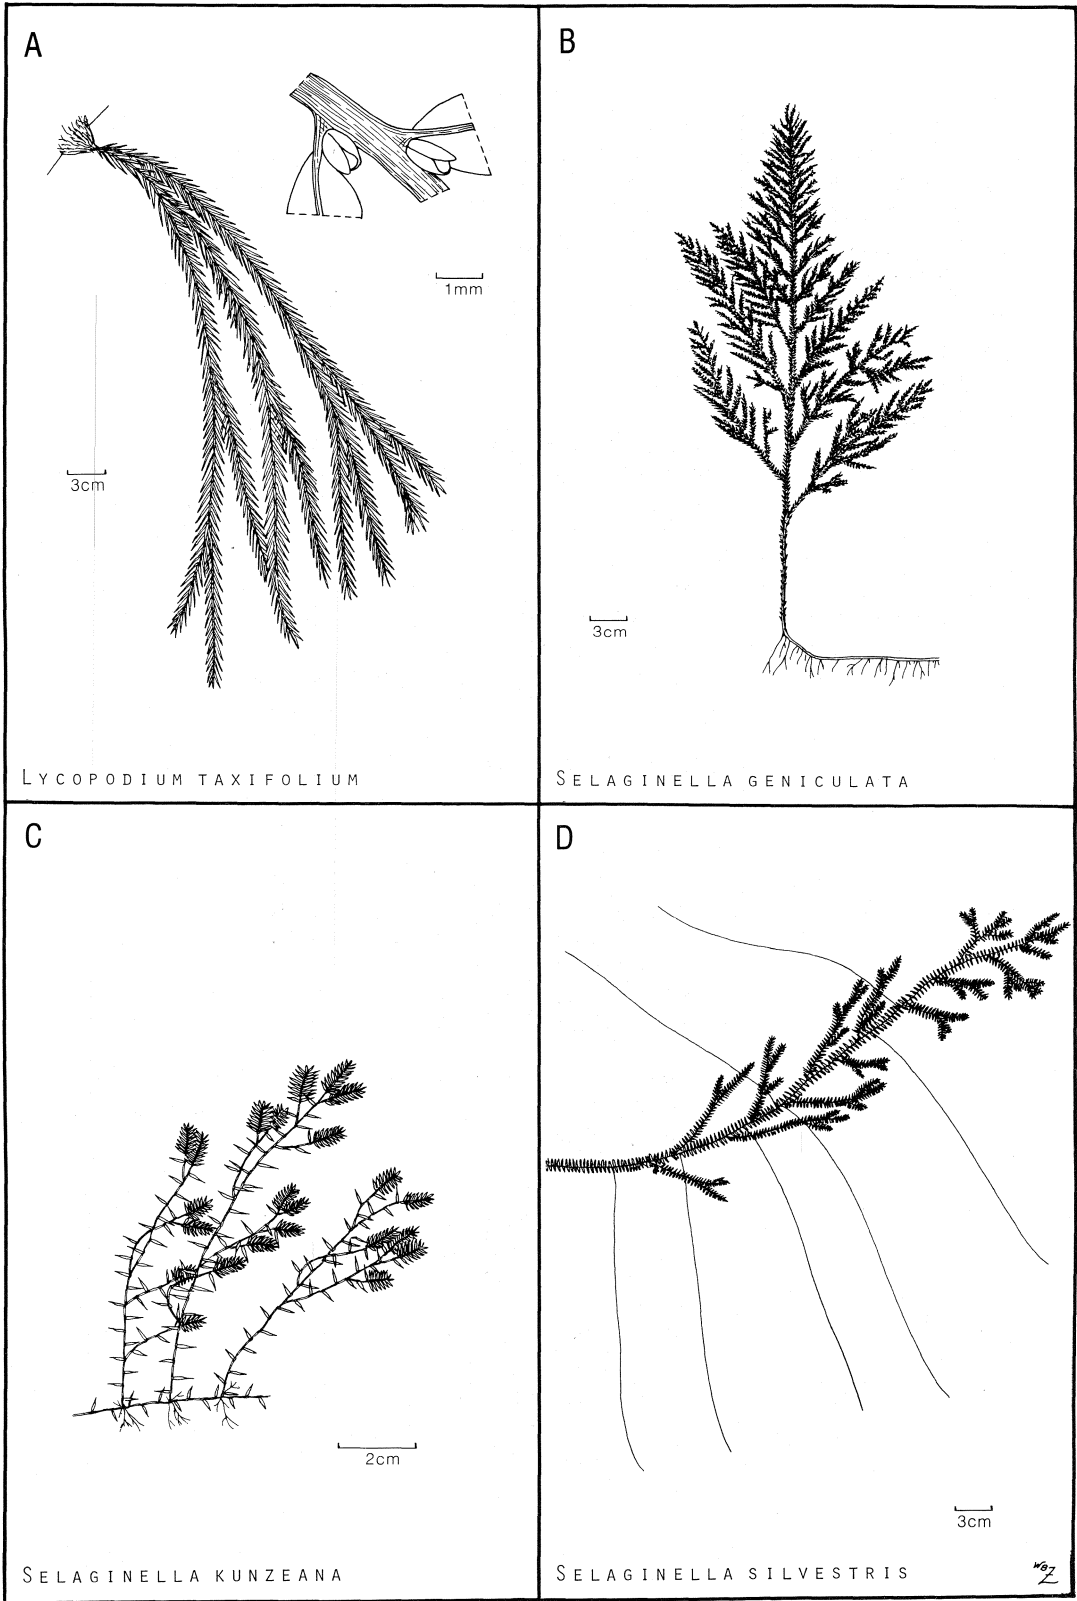 A
1mm
3cm
LYCOPODIUM TAXIFOLIUM
B
3cm
SELAGINELLA GENICULATA
C
2cm
SELAGINELLA KUNZEANA
D
3cm
SELAGINELLA SILVESTRIS